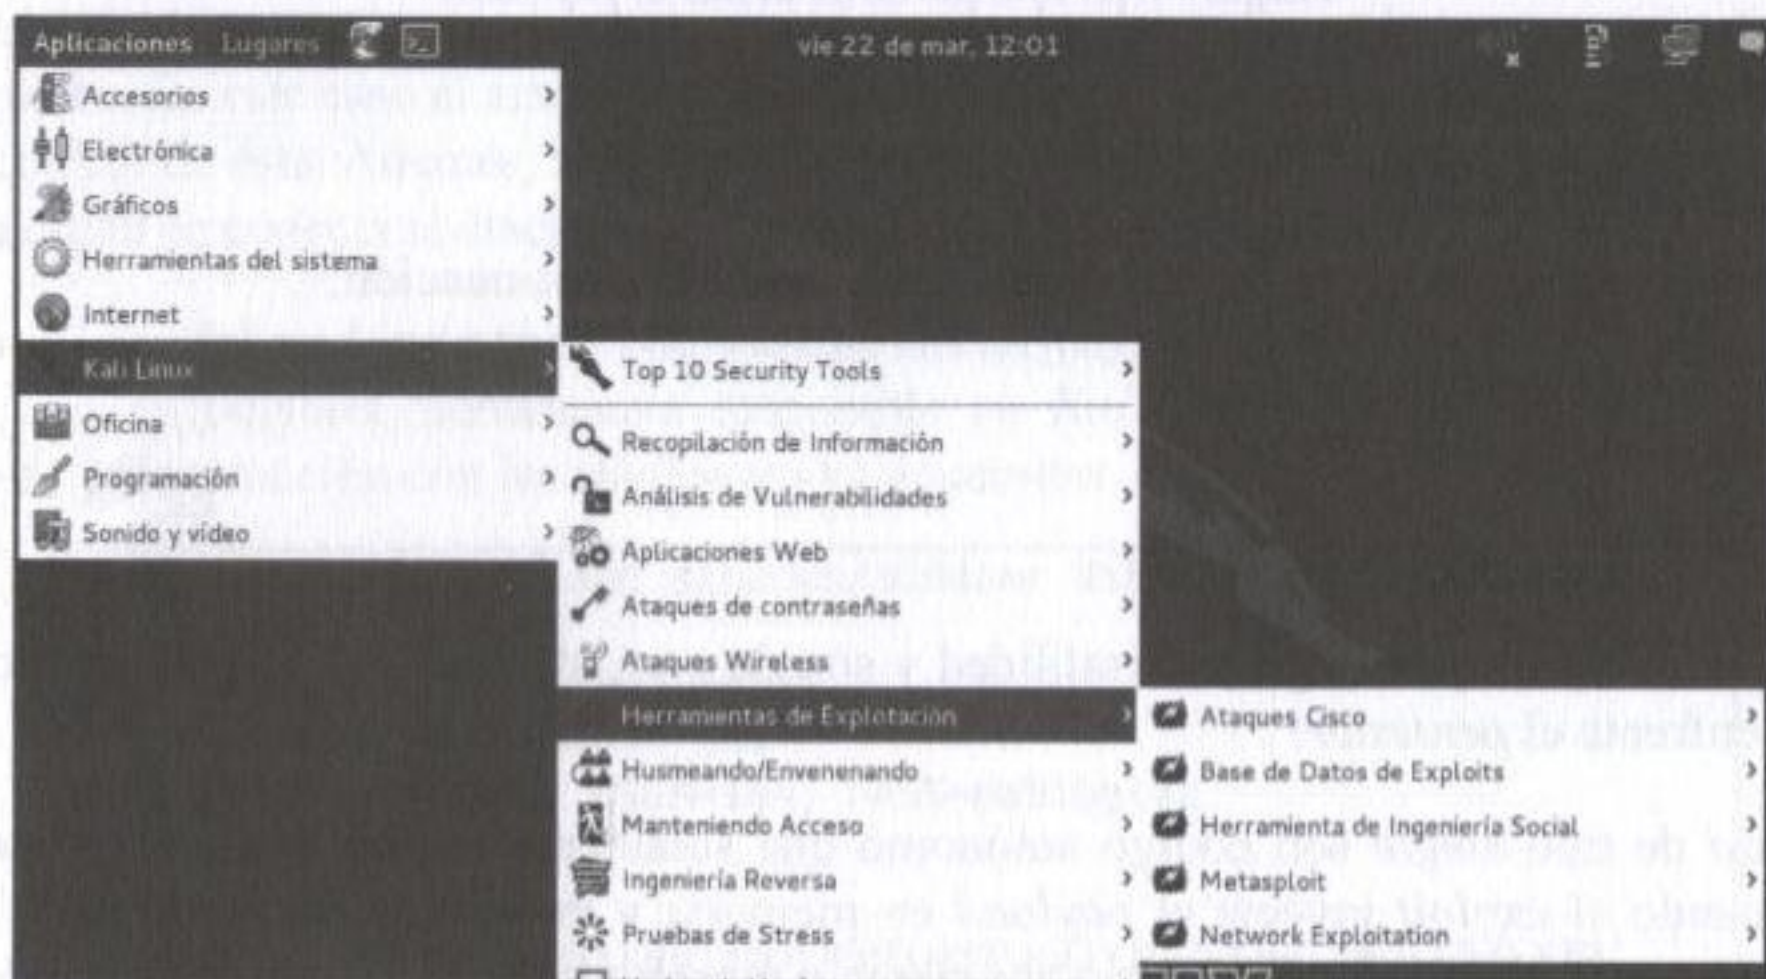 Aplicaciones Lugares
vie 22 de mar, 12:01
Accesorios
Electrónica
Gráficos
Herramientas del sistema
Internet
Kali Linux
Oficina
Programación
Sonido y vídeo
Top 10 Security Tools
Recopilación de Información
Análisis de Vulnerabilidades
Aplicaciones Web
Ataques de contraseñas
Ataques Wireless
Herramientas de Explotación
Husmeando/Envenenando
Manteniendo Acceso
Ingeniería Reversa
Pruebas de Stress
Ataques Cisco
Base de Datos de Exploits
Herramienta de Ingeniería Social
Metasploit
Network Exploitation